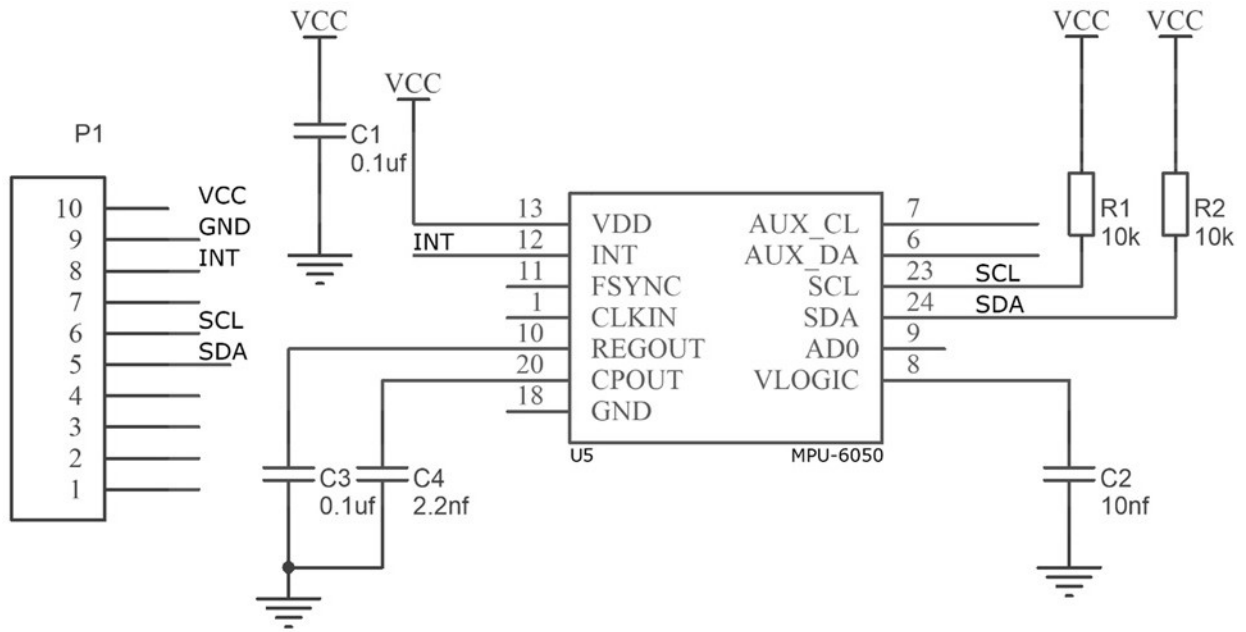 VCC
VCC
VCC
VCC
P1
C1
0.1uf
10
9
8
7
6
5
4
3
2
1
VCC
GND
INT
SCL
SDA
INT
13
12
11
1
10
20
18
VDD
INT
FSYNC
CLKIN
REGOUT
CPOUT
GND
AUX_CL
AUX_DA
SCL
SDA
AD0
VLOGIC
7
6
23
24
9
8
SCL
SDA
R1
10k
R2
10k
U5
MPU-6050
C3
0.1uf
C4
2.2nf
C2
10nf